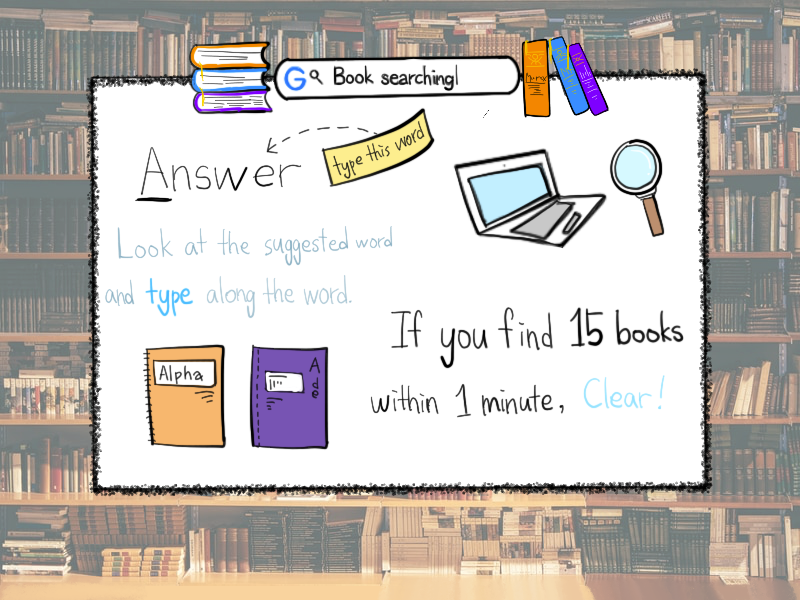 G Book searching
Answer
type this word
Look at the suggested word
and type along the word.
If you find 15 books
within 1 minute, Clear!
Alpha
A
de